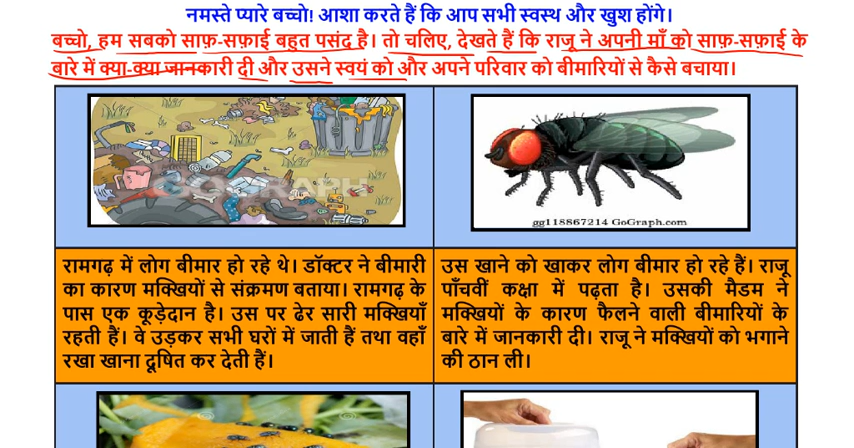 नमस्ते प्यारे बच्चो! आशा करते हैं कि आप सभी स्वस्थ और खुश होंगे।
बच्चो, हम सबको साफ़-सफ़ाई बहुत पसंद है। तो चलिए, देखते हैं कि राजू ने अपनी माँ को साफ़-सफ़ाई के
बारे में क्या-क्या जानकारी दी और उसने स्वयं को और अपने परिवार को बीमारियों से कैसे बचाया।
GOGRAPH
gg118867214 GoGraph.com
रामगढ़ में लोग बीमार हो रहे थे। डॉक्टर ने बीमारी
का कारण मक्खियों से संक्रमण बताया। रामगढ़ के
पास एक कूड़ेदान है। उस पर ढेर सारी मक्खियाँ
रहती हैं। वे उड़कर सभी घरों में जाती हैं तथा वहाँ
रखा खाना दूषित कर देती हैं।
उस खाने को खाकर लोग बीमार हो रहे हैं। राजू
पाँचवीं कक्षा में पढ़ता है। उसकी मैडम ने
मक्खियों के कारण फैलने वाली बीमारियों के
बारे में जानकारी दी। राजू ने मक्खियों को भगाने
की ठान ली।